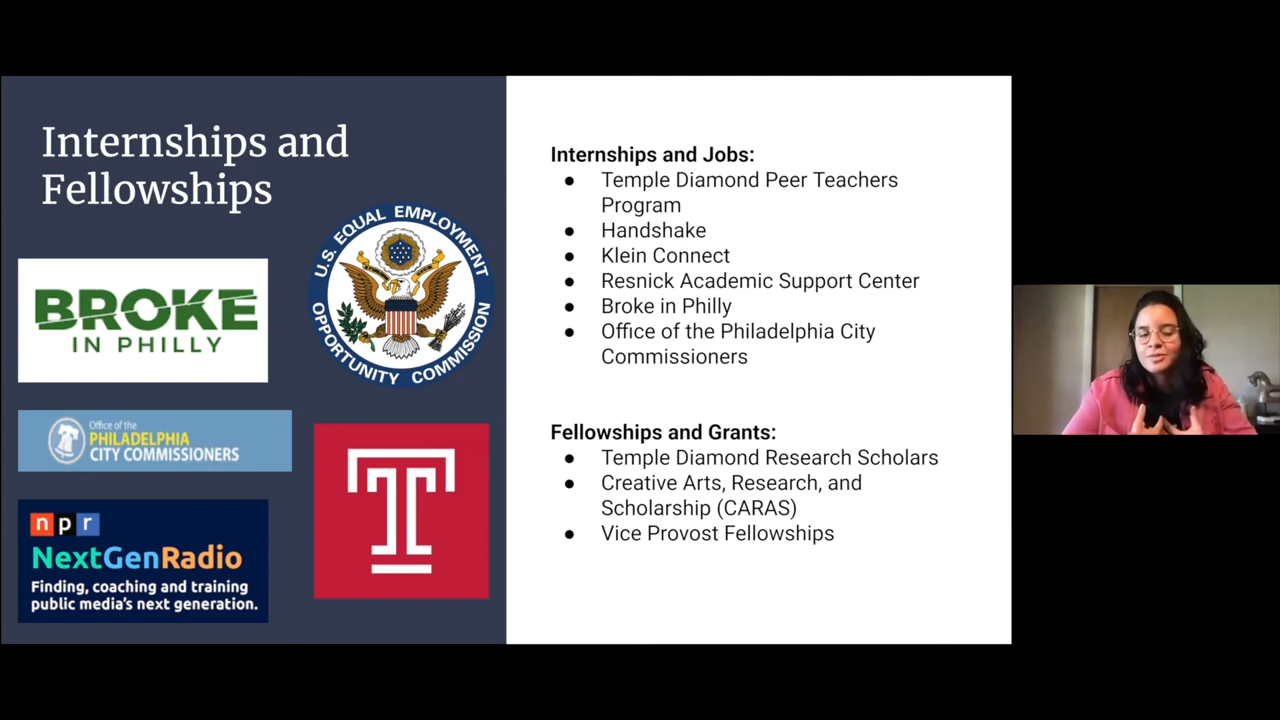 Internships and
Fellowships
BROKE
IN PHILLY
U.S. EQUAL EMPLOYMENT
OPPORTUNITY COMMISSION
Office of the
PHILADELPHIA
CITY COMMISSIONERS
T
npr
NextGenRadio
Finding, coaching and training
public media's next generation.
Internships and Jobs:
● Temple Diamond Peer Teachers
Program
● Handshake
● Klein Connect
● Resnick Academic Support Center
● Broke in Philly
● Office of the Philadelphia City
Commissioners
Fellowships and Grants:
● Temple Diamond Research Scholars
● Creative Arts, Research, and
Scholarship (CARAS)
● Vice Provost Fellowships